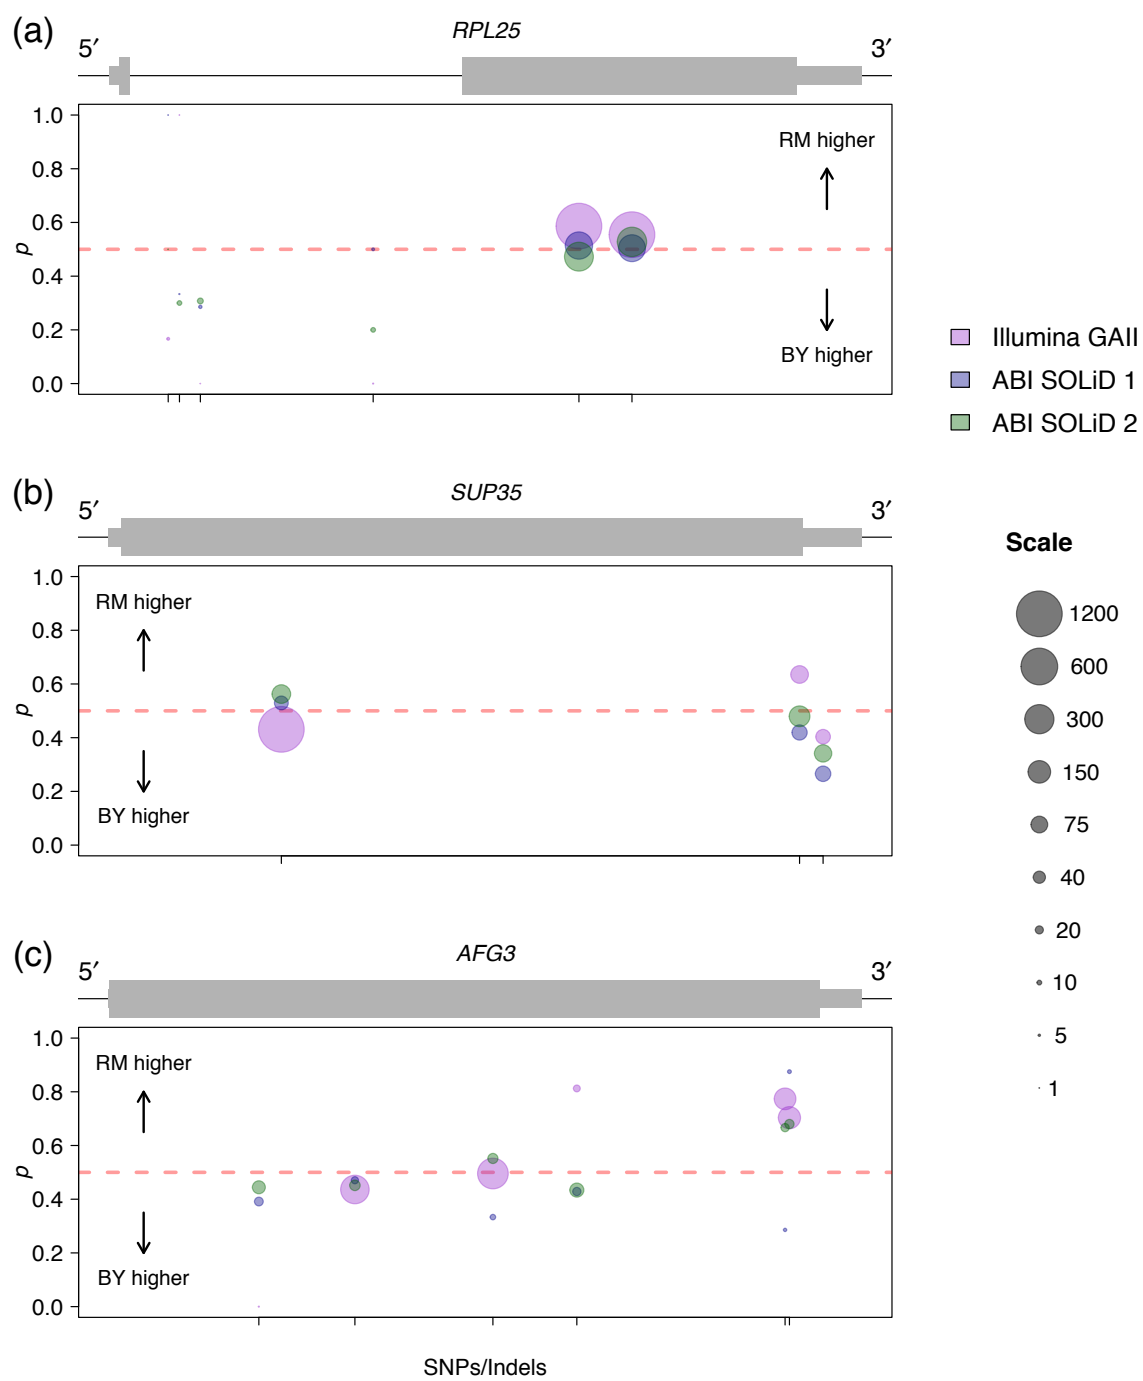 (a)
RPL25
5′
3′
1.0
0.8
0.6
0.4
0.2
0.0
p
RM higher
BY higher
Illumina GAII
ABI SOLiD 1
ABI SOLiD 2
(b)
SUP35
5′
3′
1.0
0.8
0.6
0.4
0.2
0.0
p
RM higher
BY higher
Scale
1200
600
300
150
75
40
20
10
5
1
(c)
AFG3
5′
3′
1.0
0.8
0.6
0.4
0.2
0.0
p
RM higher
BY higher
SNPs/Indels